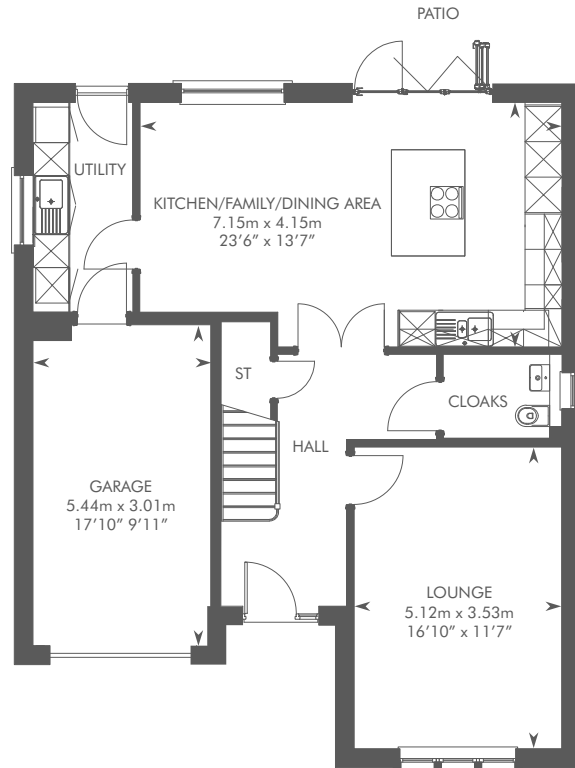 PATIO
UTILITY
KITCHEN/FAMILY/DINING AREA
7.15m x 4.15m
23’6” x 13’7”
ST
CLOAKS
HALL
GARAGE
5.44m x 3.01m
17’10” 9’11”
LOUNGE
5.12m x 3.53m
16’10” x 11’7”